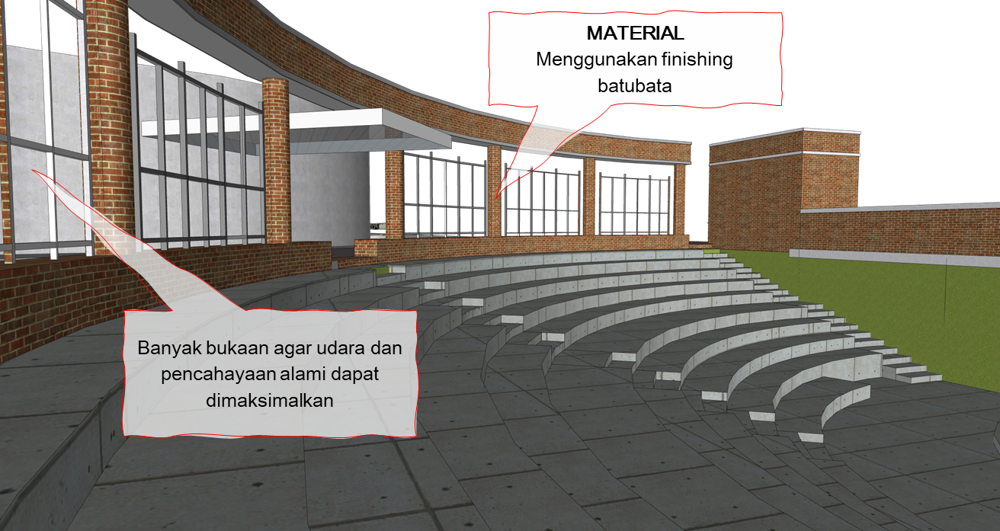 MATERIAL
Menggunakan finishing
batubata
Banyak bukaan agar udara dan
pencahayaan alami dapat
dimaksimalkan